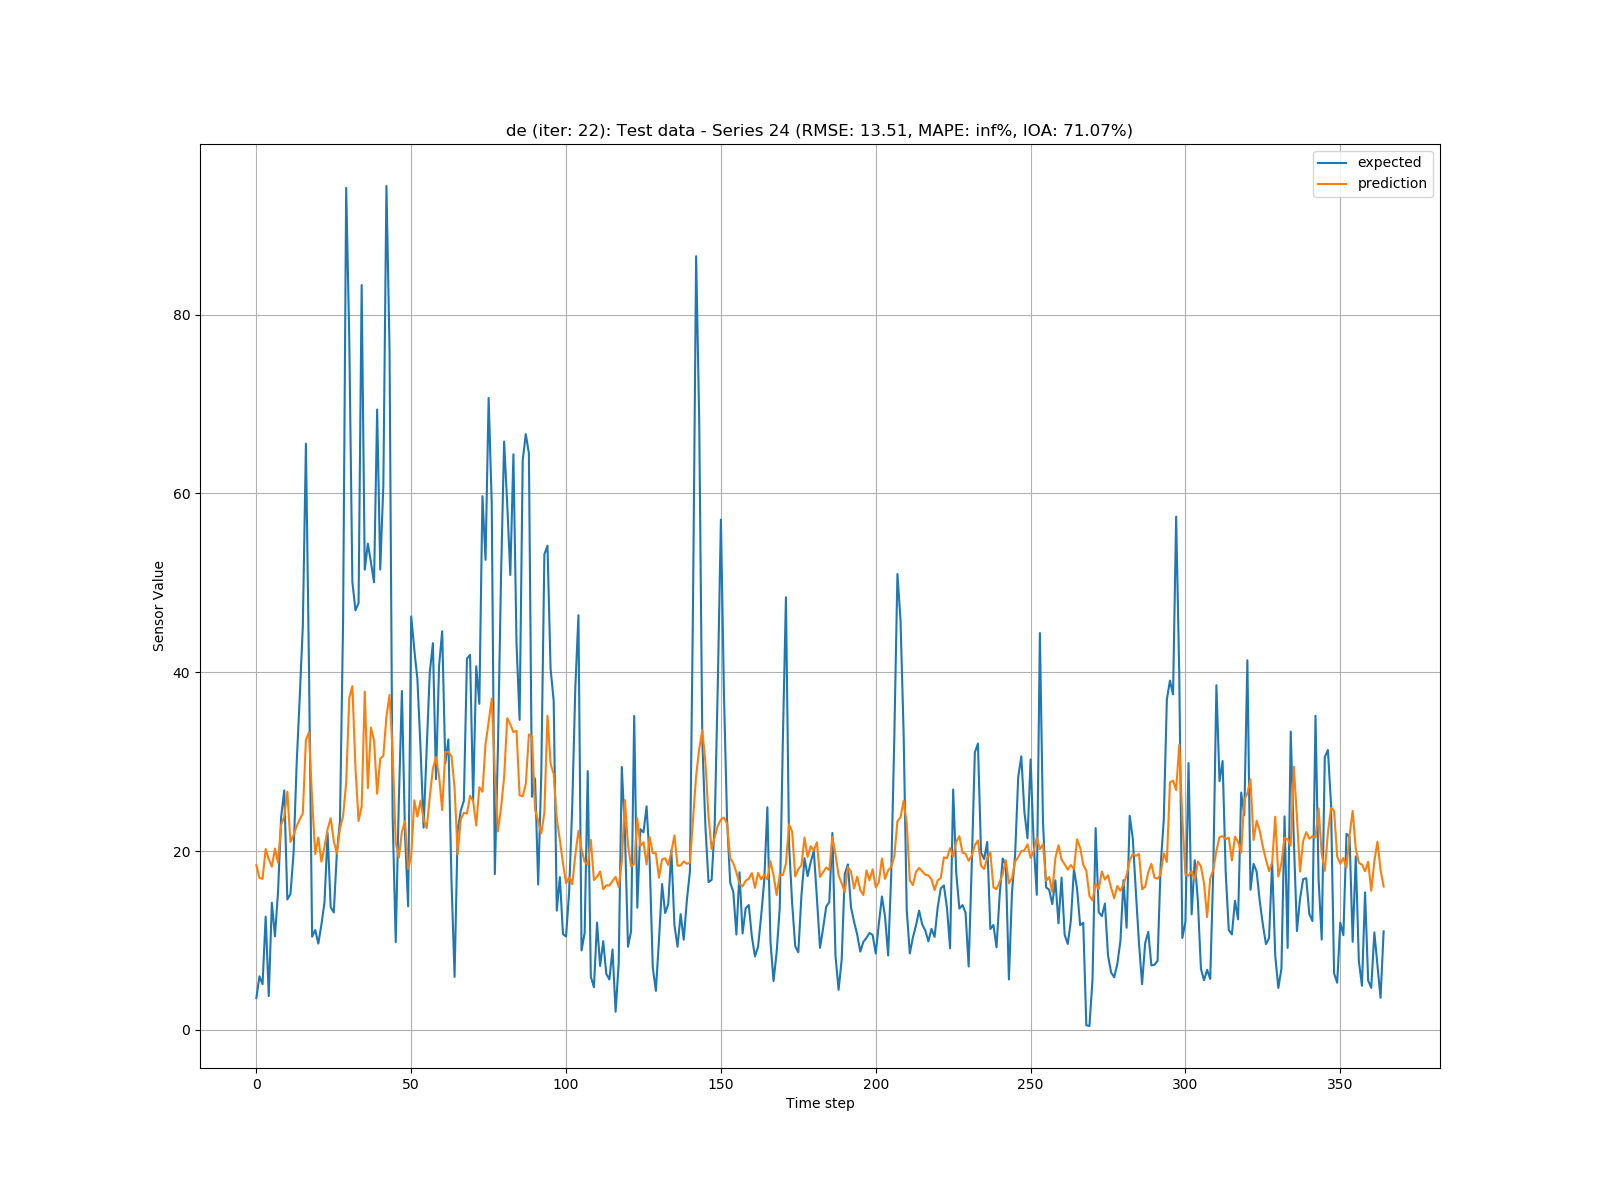 de (iter: 22): Test data - Series 24 (RMSE: 13.51, MAPE: inf%, IOA: 71.07%)
expected
prediction
80
60
40
20
0
Sensor Value
0 50 100 150 200 250 300 350
Time step